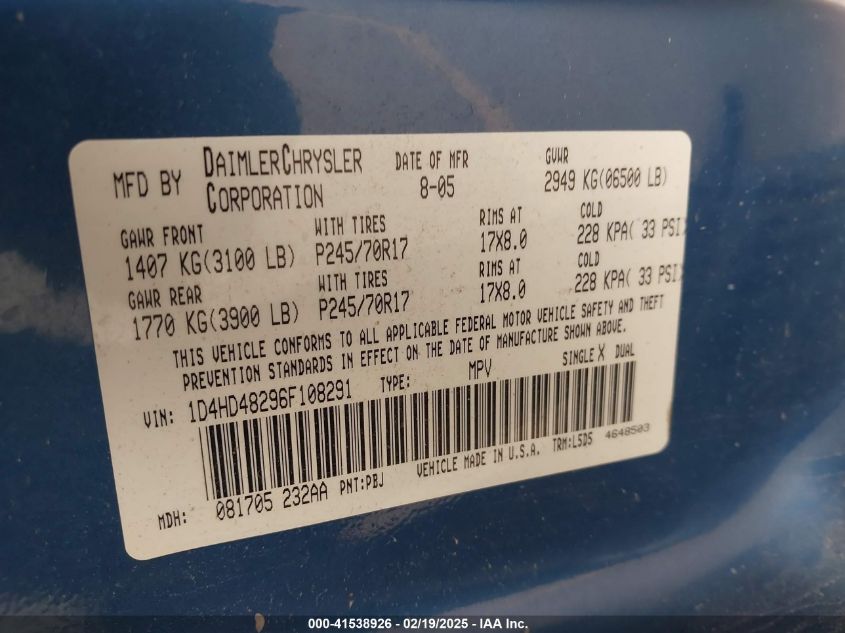 MFD BY DAIMLERCHRYSLER CORPORATION DATE OF MFR 8-05 GVWR 2949 KG(06500 LB)
GAWR FRONT WITH TIRES RIMS AT COLD
1407 KG(3100 LB) P245/70R17 17X8.0 228 KPA( 33 PSI)
GAWR REAR WITH TIRES RIMS AT COLD
1770 KG(3900 LB) P245/70R17 17X8.0 228 KPA( 33 PSI)
THIS VEHICLE CONFORMS TO ALL APPLICABLE FEDERAL MOTOR VEHICLE SAFETY AND THEFT
PREVENTION STANDARDS IN EFFECT ON THE DATE OF MANUFACTURE SHOWN ABOVE.
VIN: 1D4HD48296F108291 TYPE: MPV SINGLE X DUAL
MDH: 081705 232AA PNT:PBJ VEHICLE MADE IN U.S.A. TRM:L5D5 4648503
000-41538926 - 02/19/2025 - IAA Inc.